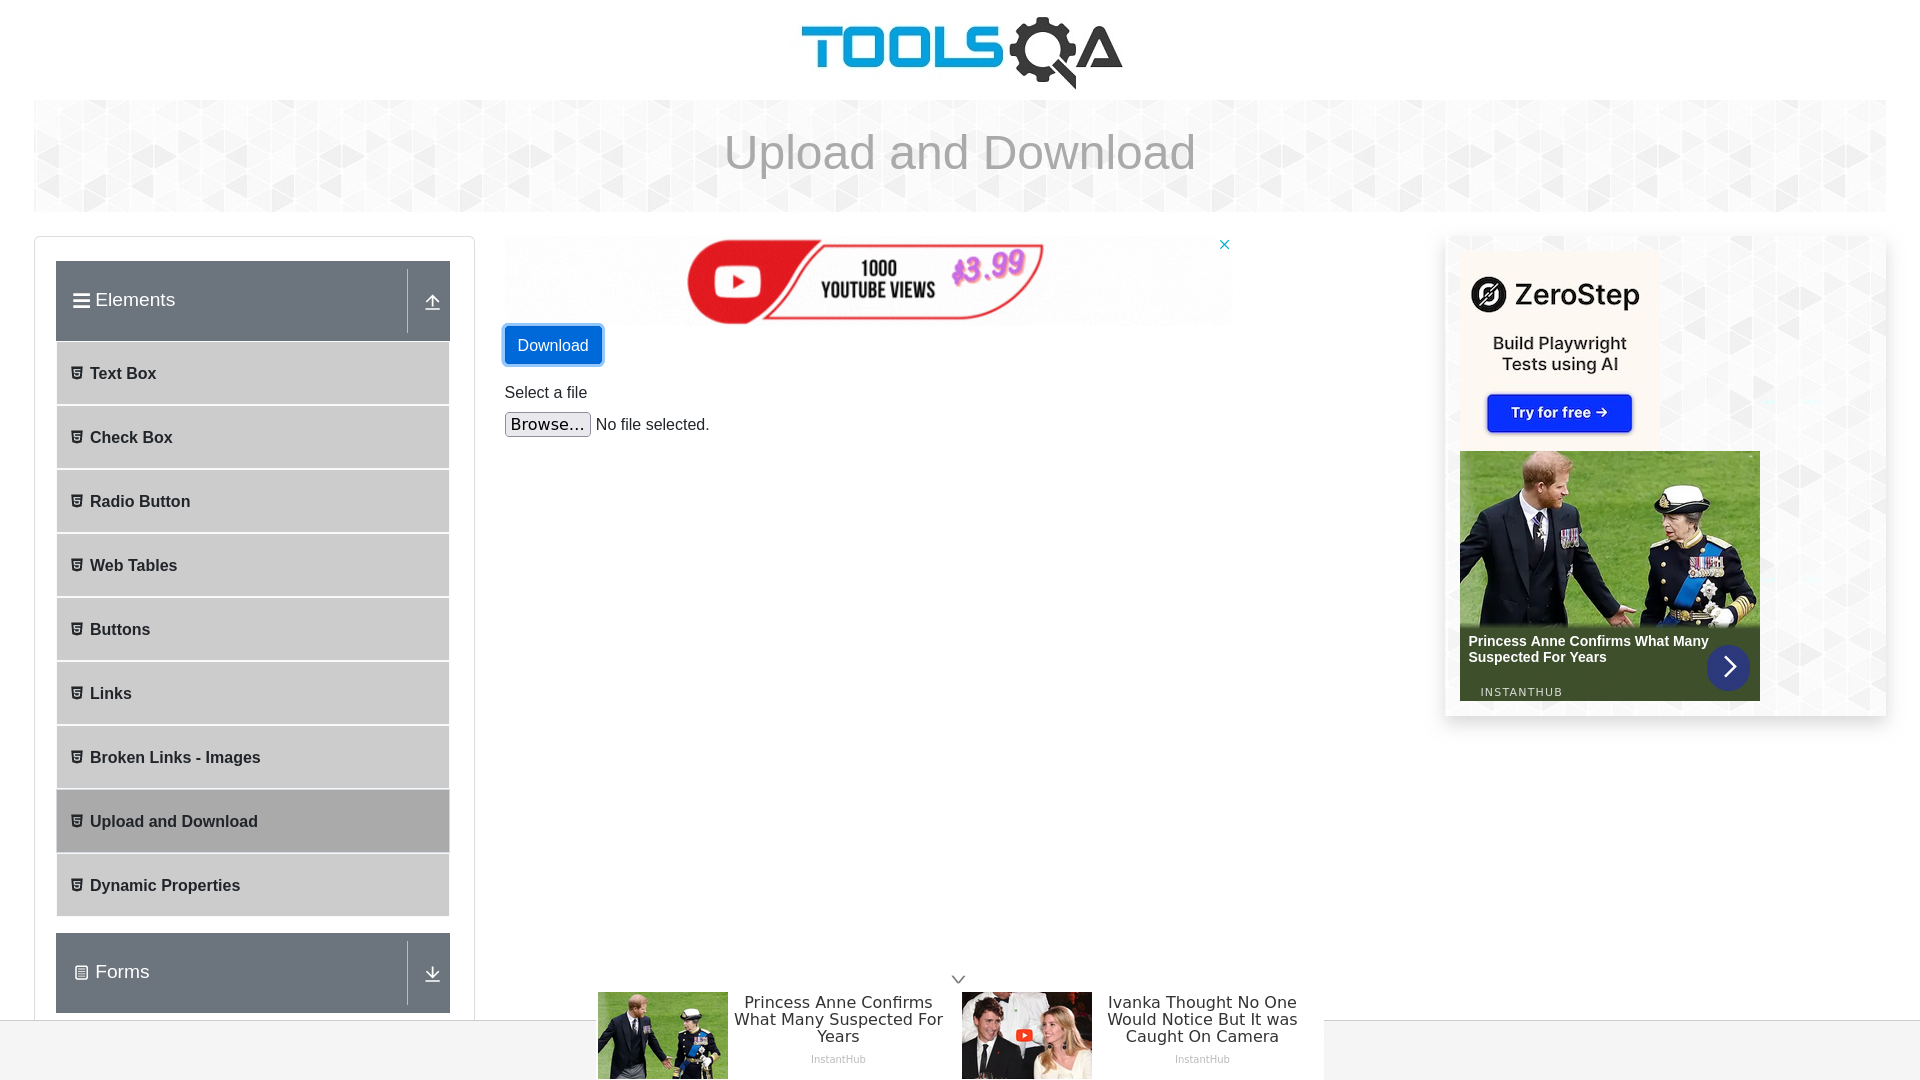 TOOLSQA
Upload and Download
Elements
Text Box
Check Box
Radio Button
Web Tables
Buttons
Links
Broken Links - Images
Upload and Download
Dynamic Properties
Forms
1000
YOUTUBE VIEWS
$3.99
Download
Select a file
Browse...
No file selected.
ZeroStep
Build Playwright
Tests using AI
Try for free →
Princess Anne Confirms What Many
Suspected For Years
INSTANTHUB
Princess Anne Confirms
What Many Suspected For
Years
InstantHub
Ivanka Thought No One
Would Notice But It was
Caught On Camera
InstantHub